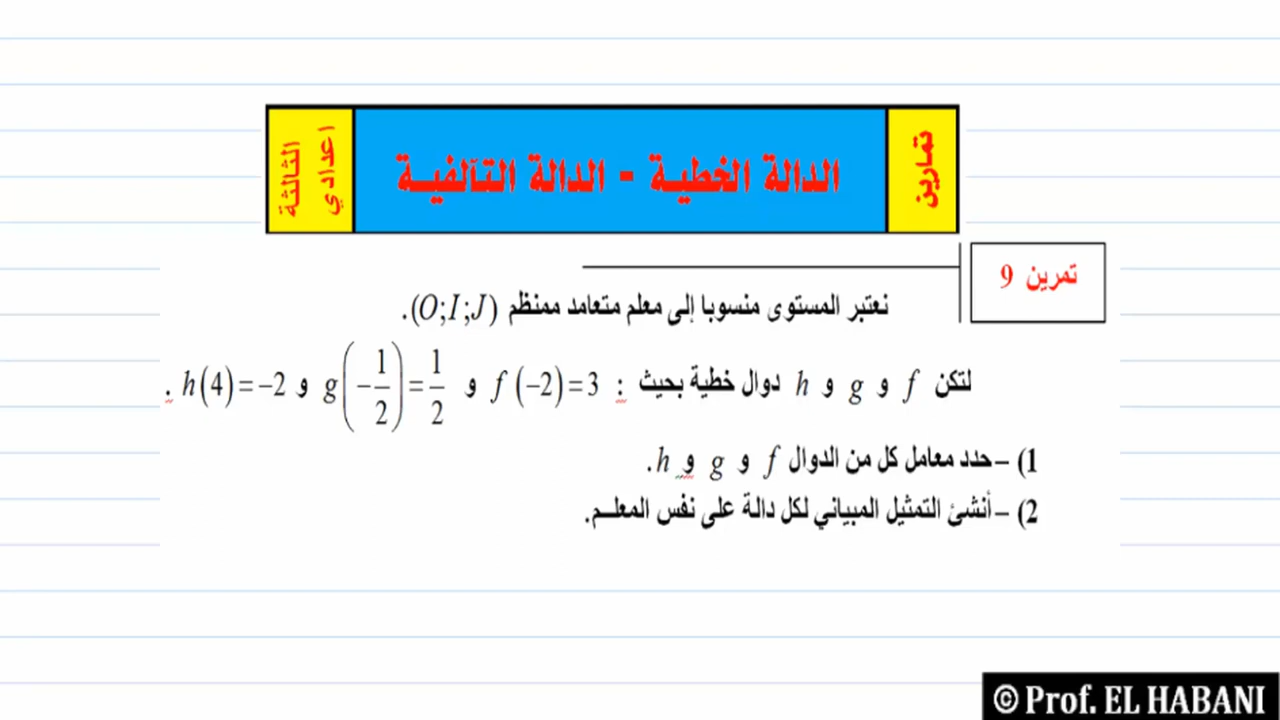 تمارين
الدالة الخطية - الدالة التآلفية
الثالثة
اعدادي
تمرين 9
نعتبر المستوى منسوبا إلى معلم متعامد ممنظم (O;I;J).
لتكن f و g و h دوال خطية بحيث : f(−2)=3 و g(−1/2)=1/2 و h(4)=−2 .
1) – حدد معامل كل من الدوال f و g و h.
2) – أنشئ التمثيل المبياني لكل دالة على نفس المعلم.
© Prof. EL HABANI